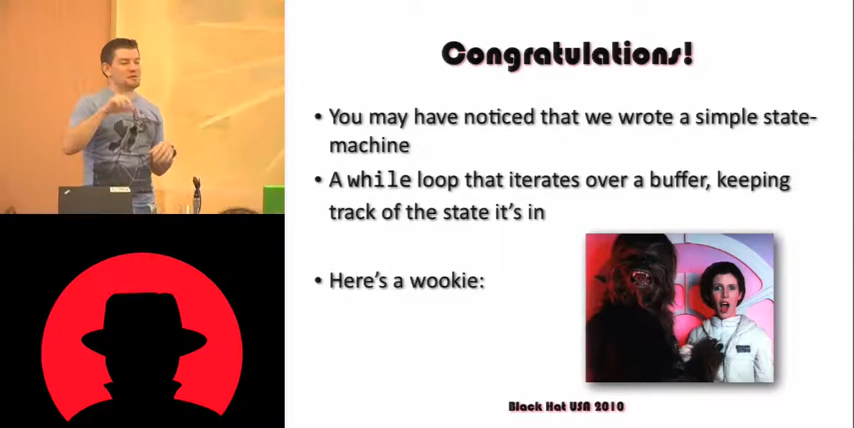 Congratulations!
• You may have noticed that we wrote a simple state-
machine
• A while loop that iterates over a buffer, keeping
track of the state it's in
• Here's a wookie:
Black Hat USA 2010